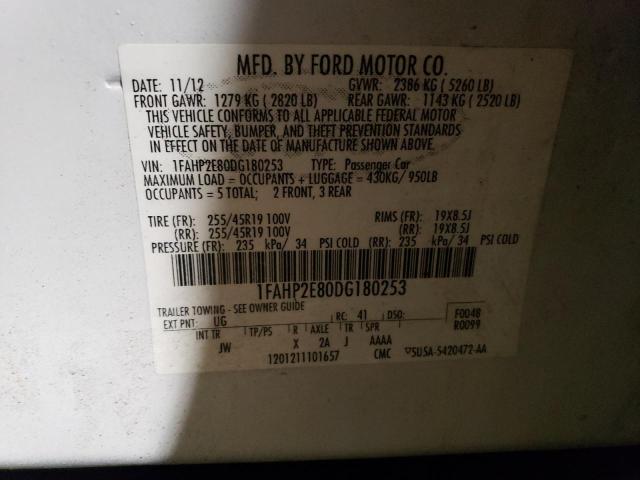 MFD. BY FORD MOTOR CO.
DATE: 11/12 GVWR: 2386 KG ( 5260 LB)
FRONT GAWR: 1279 KG ( 2820 LB) REAR GAWR: 1143 KG ( 2520 LB)
THIS VEHICLE CONFORMS TO ALL APPLICABLE FEDERAL MOTOR
VEHICLE SAFETY, BUMPER, AND THEFT PREVENTION STANDARDS
IN EFFECT ON THE DATE OF MANUFACTURE SHOWN ABOVE.
VIN: 1FAHP2E80DG180253 TYPE: Passenger Car
MAXIMUM LOAD = OCCUPANTS + LUGGAGE = 430KG/ 950LB
OCCUPANTS = 5 TOTAL; 2 FRONT, 3 REAR
TIRE (FR): 255/45R19 100V RIMS (FR): 19X8.5J
(RR): 255/45R19 100V (RR): 19X8.5J
PRESSURE (FR): 235 kPa/ 34 PSI COLD (RR): 235 kPa/ 34 PSI COLD
1FAHP2E80DG180253
TRAILER TOWING - SEE OWNER GUIDE
EXT PNT: UG RC: 41 DSO: F0048
INT TR TP/PS R AXLE TR SPR R0099
JW X 2A J AAAA
1201211101657 CMC ▽5USA-5420472-AA